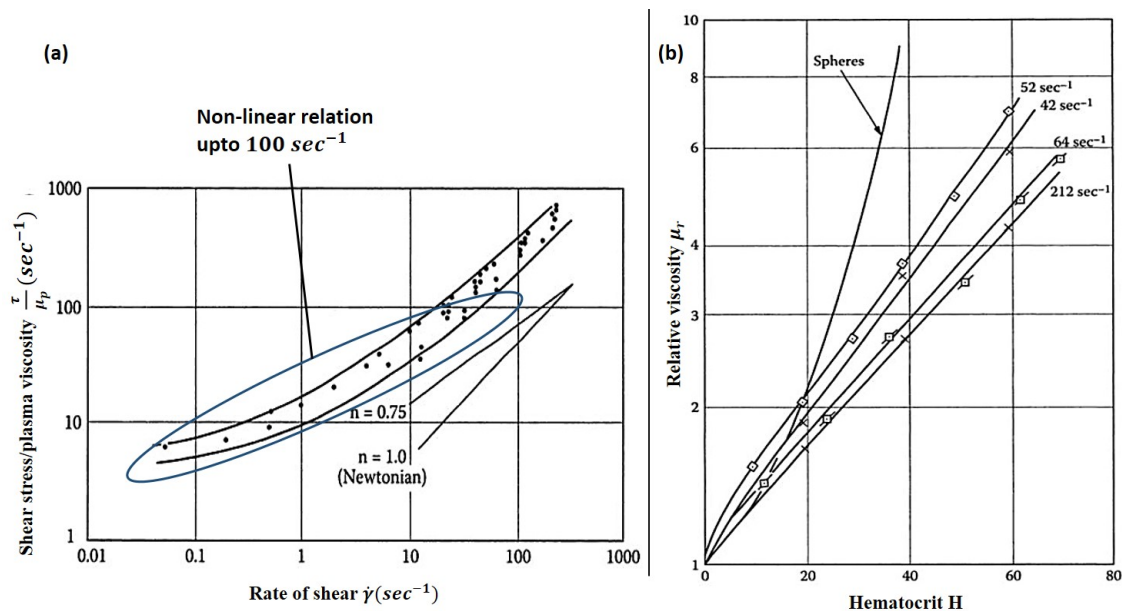 (a)
Non-linear relation
upto 100 sec⁻¹
Shear stress/plasma viscosity τ/μₚ (sec⁻¹)
1000
100
10
1
n = 0.75
n = 1.0
(Newtonian)
0.01 0.1 1 10 100 1000
Rate of shear γ̇(sec⁻¹)
(b)
Relative viscosity μᵣ
10
8
6
4
3
2
1
Spheres
52 sec⁻¹
42 sec⁻¹
64 sec⁻¹
212 sec⁻¹
0 20 40 60 80
Hematocrit H